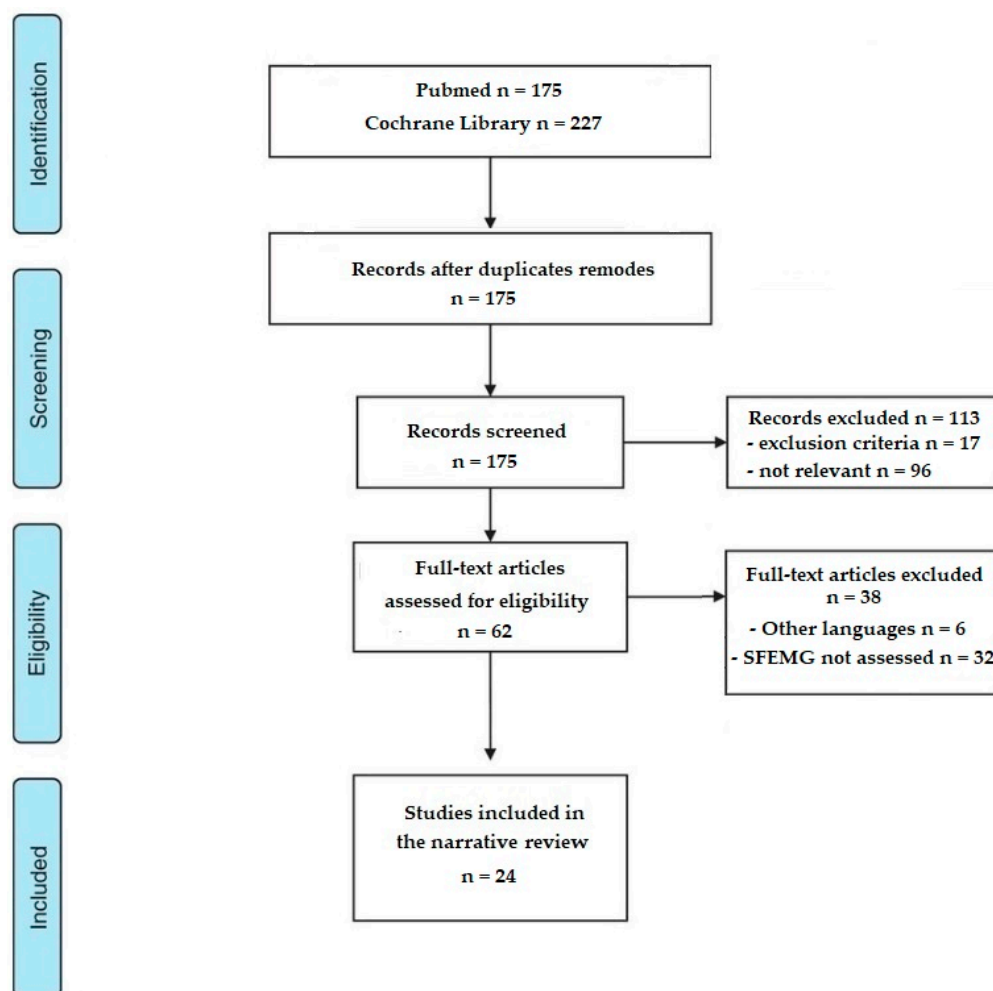 Identification
Pubmed n = 175
Cochrane Library n = 227
Records after duplicates remodes
n = 175
Screening
Records screened
n = 175
Records excluded n = 113
- exclusion criteria n = 17
- not relevant n = 96
Eligibility
Full-text articles
assessed for eligibility
n = 62
Full-text articles excluded
n = 38
- Other languages n = 6
- SFEMG not assessed n = 32
Included
Studies included in
the narrative review
n = 24